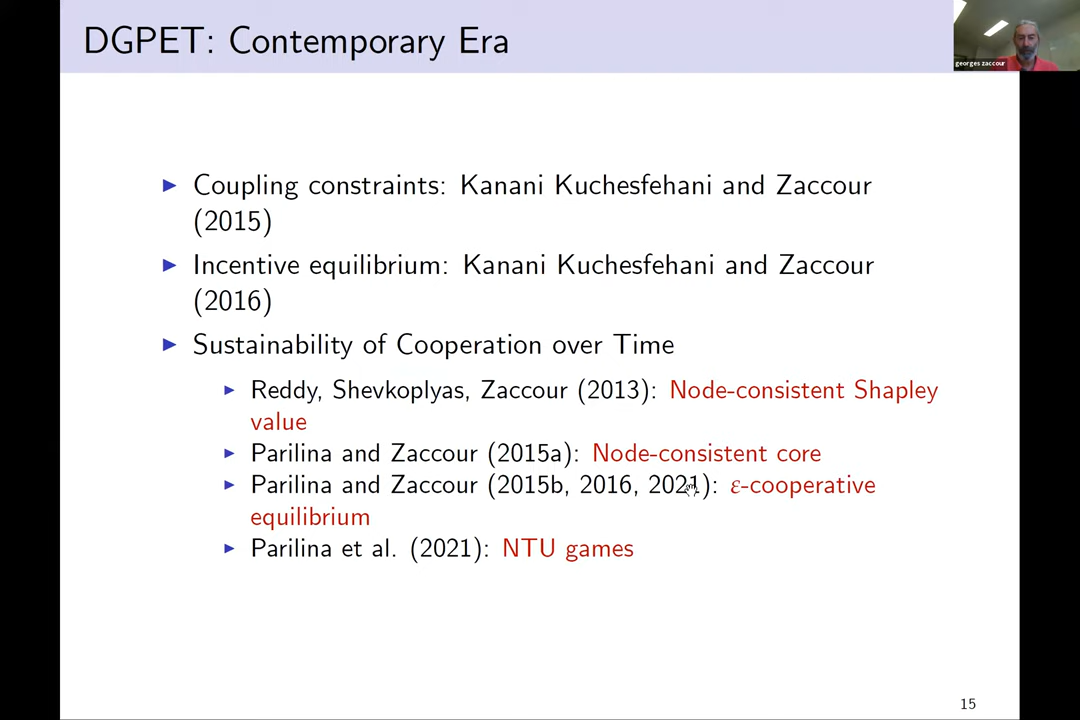 DGPET: Contemporary Era
georges zaccour
▶ Coupling constraints: Kanani Kuchesfehani and Zaccour
(2015)
▶ Incentive equilibrium: Kanani Kuchesfehani and Zaccour
(2016)
▶ Sustainability of Cooperation over Time
▶ Reddy, Shevkoplyas, Zaccour (2013): Node-consistent Shapley
value
▶ Parilina and Zaccour (2015a): Node-consistent core
▶ Parilina and Zaccour (2015b, 2016, 2021): ε-cooperative
equilibrium
▶ Parilina et al. (2021): NTU games
15